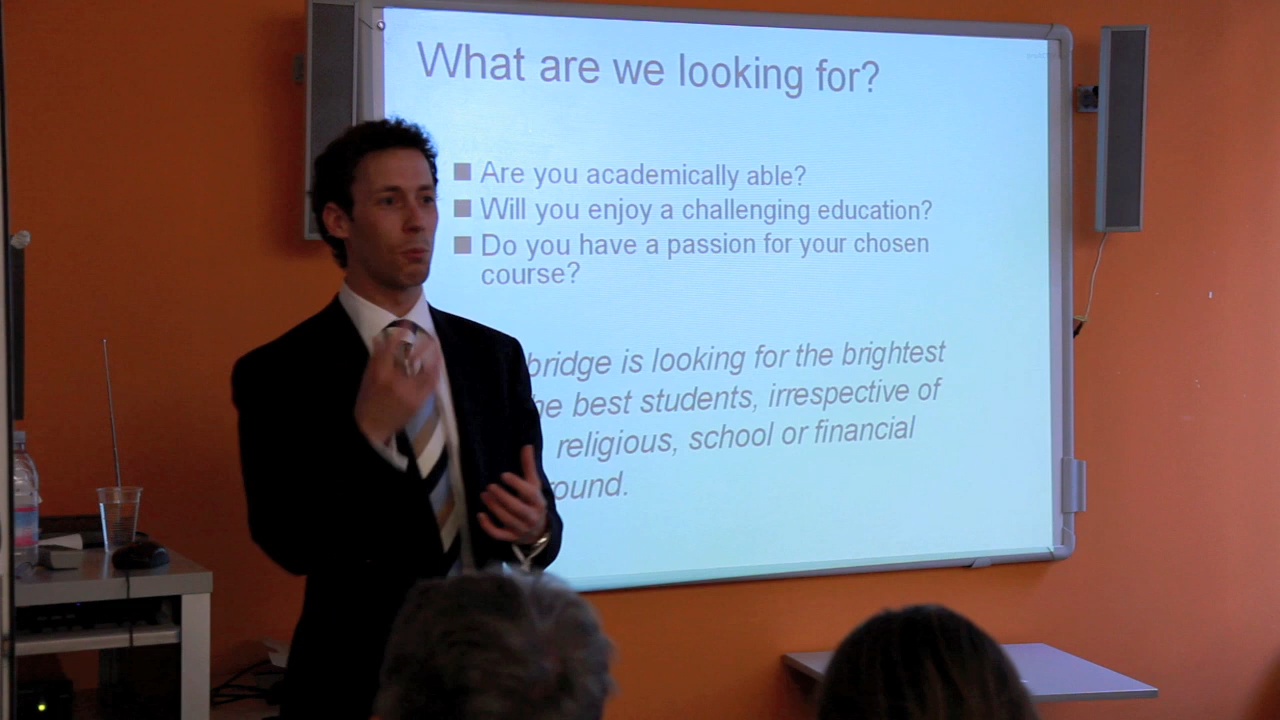 What are we looking for?
Are you academically able?
Will you enjoy a challenging education?
Do you have a passion for your chosen
course?
bridge is looking for the brightest
he best students, irrespective of
religious, school or financial
round.